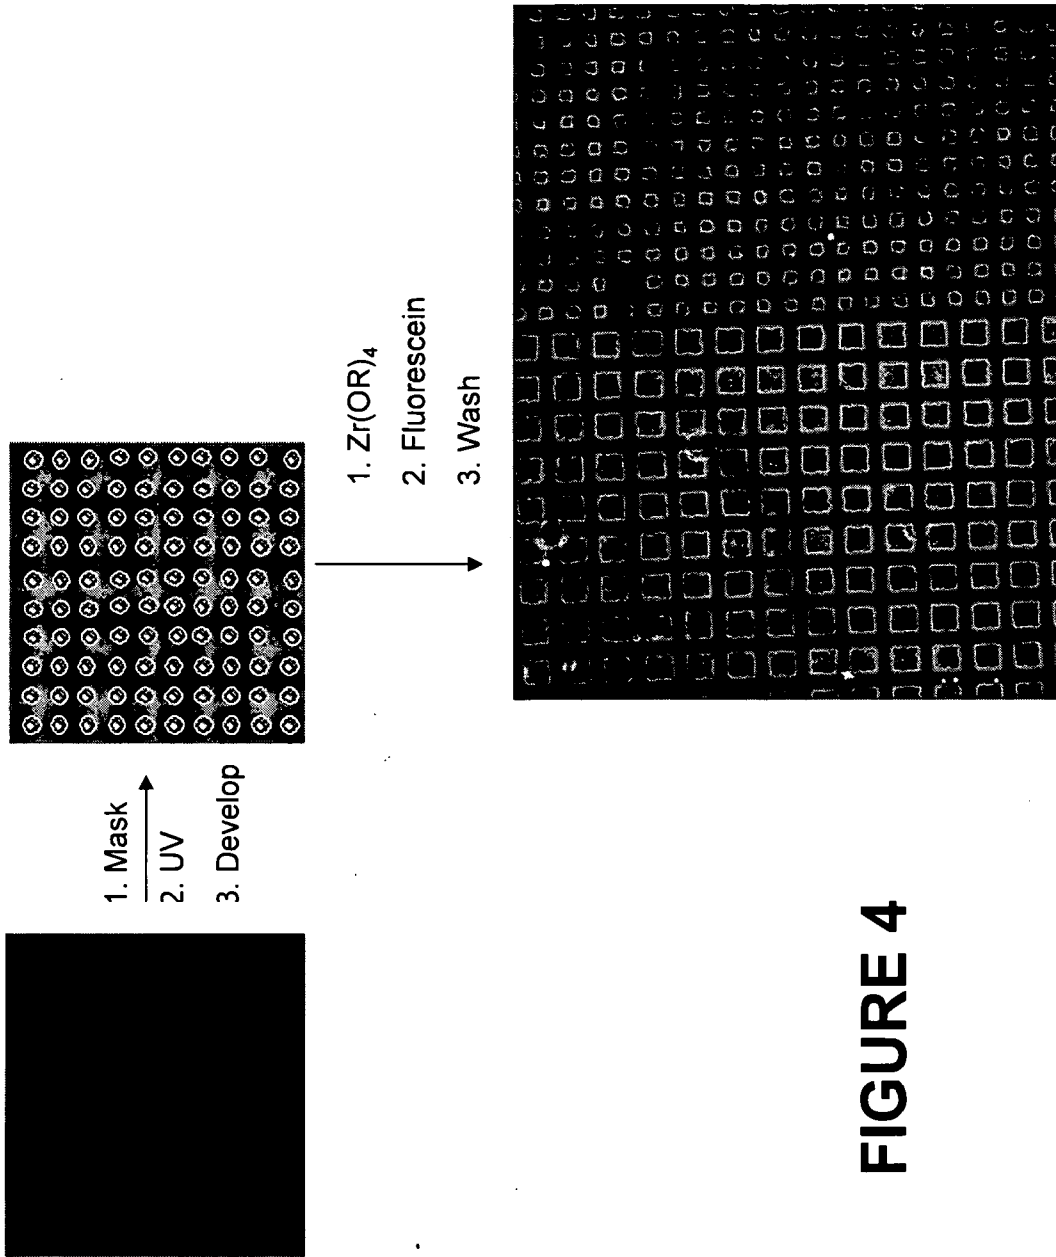 1. Mask
2. UV
3. Develop
1. Zr(OR)₄
2. Fluorescein
3. Wash
FIGURE 4